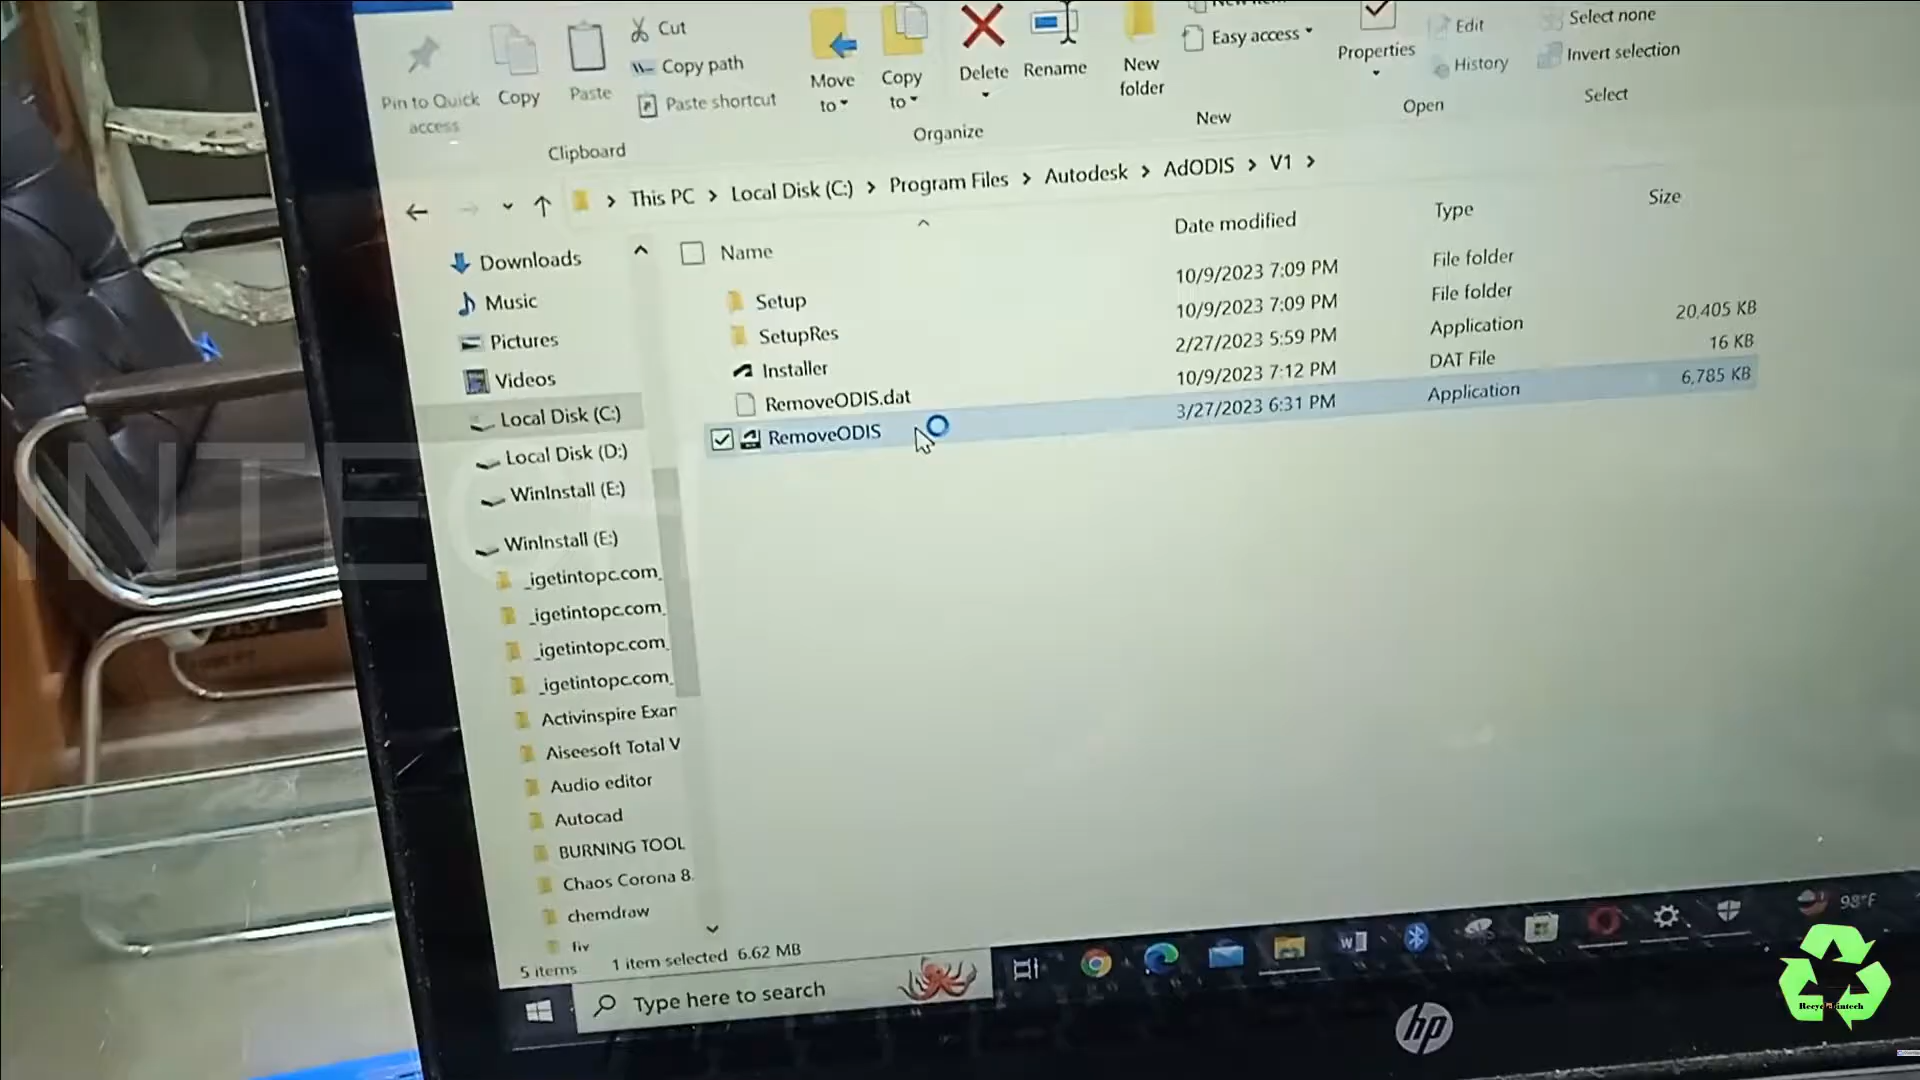 Cut
Copy path
Paste shortcut
Pin to Quick
access
Copy
Paste
Clipboard
Move
to
Copy
to
Delete
Rename
Organize
New
folder
Easy access
New
Properties
Edit
History
Open
Select none
Invert selection
Select
This PC > Local Disk (C:) > Program Files > Autodesk > AdODIS > V1 >
Name
Date modified
Type
Size
Setup
10/9/2023 7:09 PM
File folder
SetupRes
10/9/2023 7:09 PM
File folder
Installer
2/27/2023 5:59 PM
Application
20,405 KB
RemoveODIS.dat
10/9/2023 7:12 PM
DAT File
16 KB
RemoveODIS
3/27/2023 6:31 PM
Application
6,785 KB
Downloads
Music
Pictures
Videos
Local Disk (C:)
Local Disk (D:)
WinInstall (E:)
WinInstall (E:)
_igetintopc.com_
_igetintopc.com_
_igetintopc.com_
_igetintopc.com_
Activinspire Exar
Aiseesoft Total V
Audio editor
Autocad
BURNING TOOL
Chaos Corona 8.
chemdraw
fiv
5 items
1 item selected 6.62 MB
Type here to search
98°F
hp
INTECH